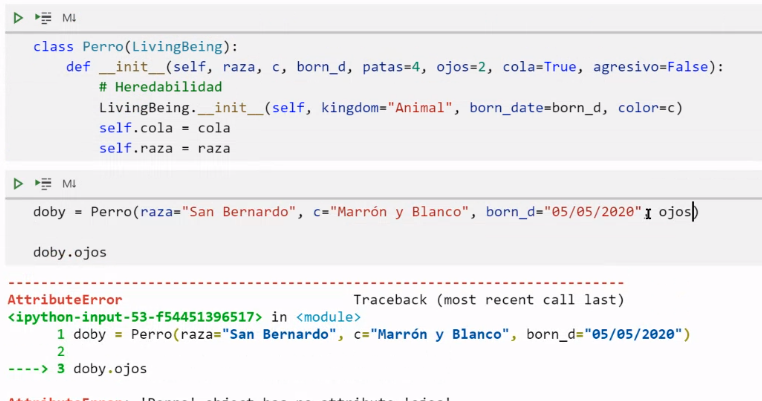 M↓
class Perro(LivingBeing):
def __init__(self, raza, c, born_d, patas=4, ojos=2, cola=True, agresivo=False):
# Heredabilidad
LivingBeing.__init__(self, kingdom="Animal", born_date=born_d, color=c)
self.cola = cola
self.raza = raza
M↓
doby = Perro(raza="San Bernardo", c="Marrón y Blanco", born_d="05/05/2020", ojos)
doby.ojos
---------------------------------------------------------------------------
AttributeError Traceback (most recent call last)
<ipython-input-53-f54451396517> in <module>
1 doby = Perro(raza="San Bernardo", c="Marrón y Blanco", born_d="05/05/2020")
2
----> 3 doby.ojos
AttributeError: 'Perro' object has no attribute 'ojos'